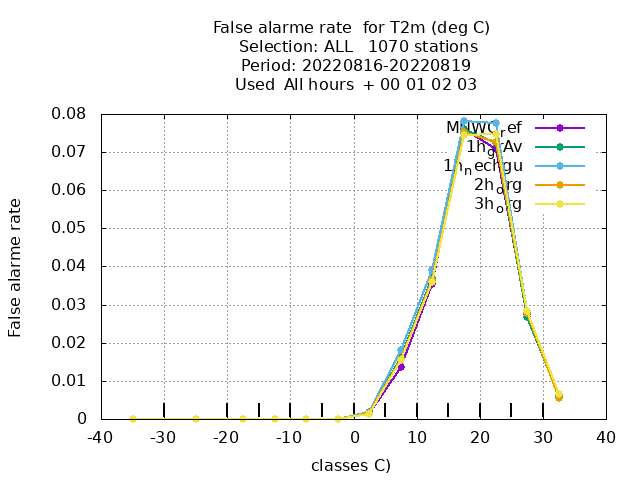 False alarme rate  for T2m (deg C)
Selection: ALL   1070 stations
Period: 20220816-20220819
Used  All hours  + 00 01 02 03
0.08
0.07
0.06
0.05
0.04
0.03
0.02
0.01
0
False alarme rate
2h_org
3h_org
-40 -30 -20 -10 0 10 20 30 40
classes C)